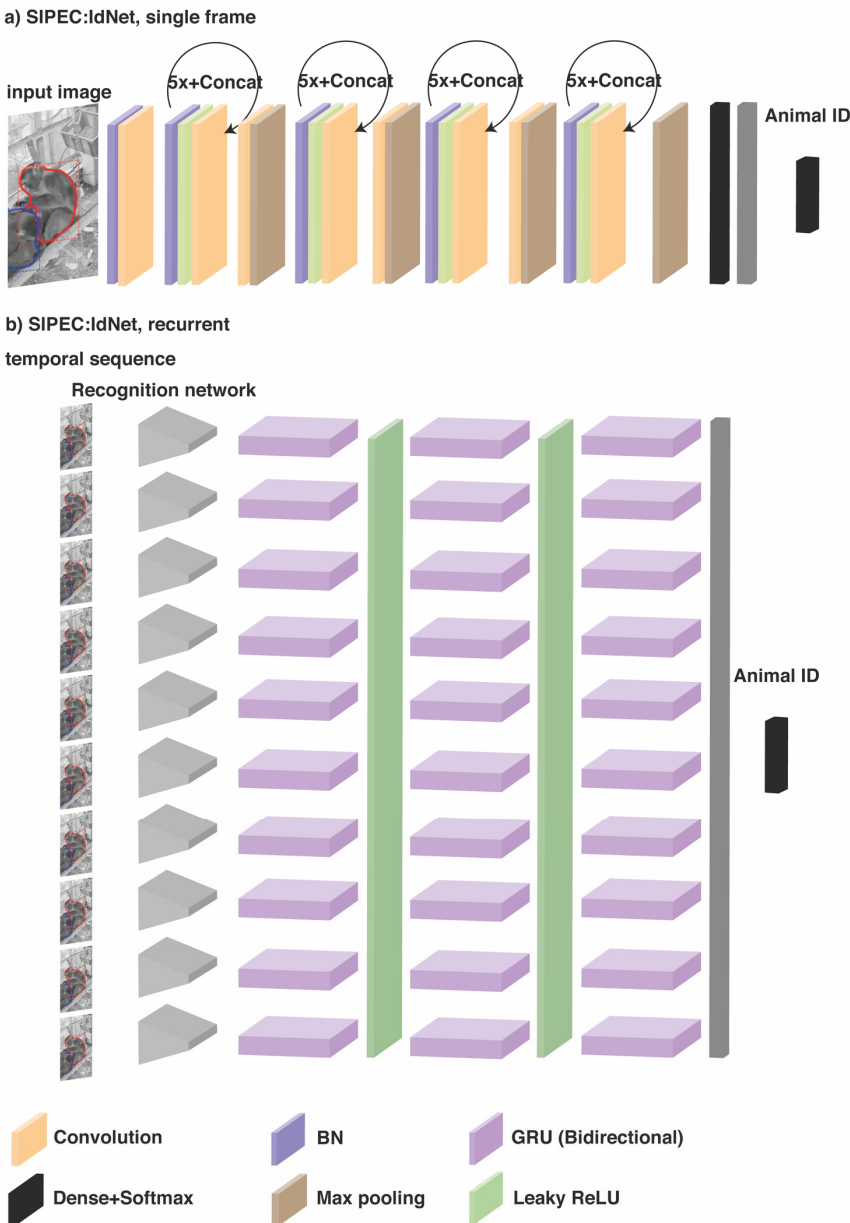 a) SIPEC:IdNet, single frame
5x+Concat 5x+Concat 5x+Concat 5x+Concat
input image
Animal ID
b) SIPEC:IdNet, recurrent
temporal sequence
Recognition network
Animal ID
Convolution BN GRU (Bidirectional)
Dense+Softmax Max pooling Leaky ReLU